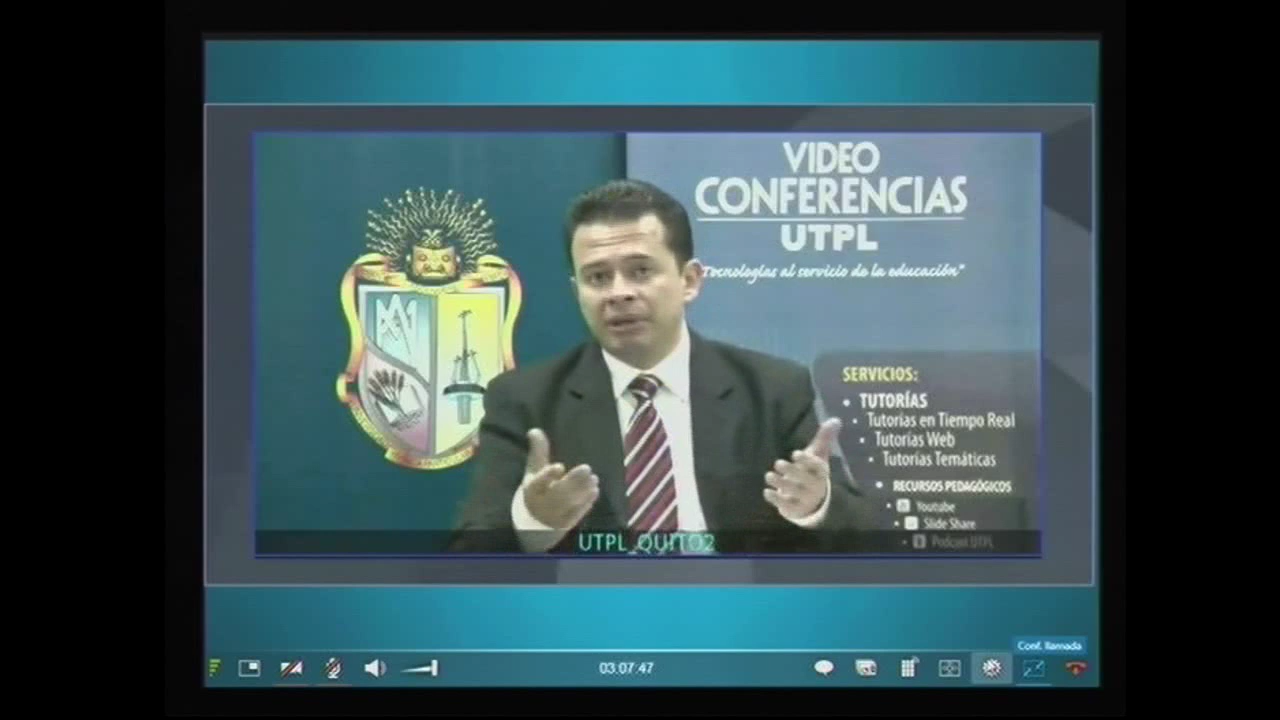 VIDEO
CONFERENCIAS
UTPL
"Tecnologías al servicio de la educación"
SERVICIOS:
• TUTORÍAS
• Tutorías en Tiempo Real
• Tutorías Web
• Tutorías Temáticas
• RECURSOS PEDAGÓGICOS
• Youtube
• Slide Share
• Podcast UTPL
UTPL_QUITO2
Conf. llamada
03:07:47